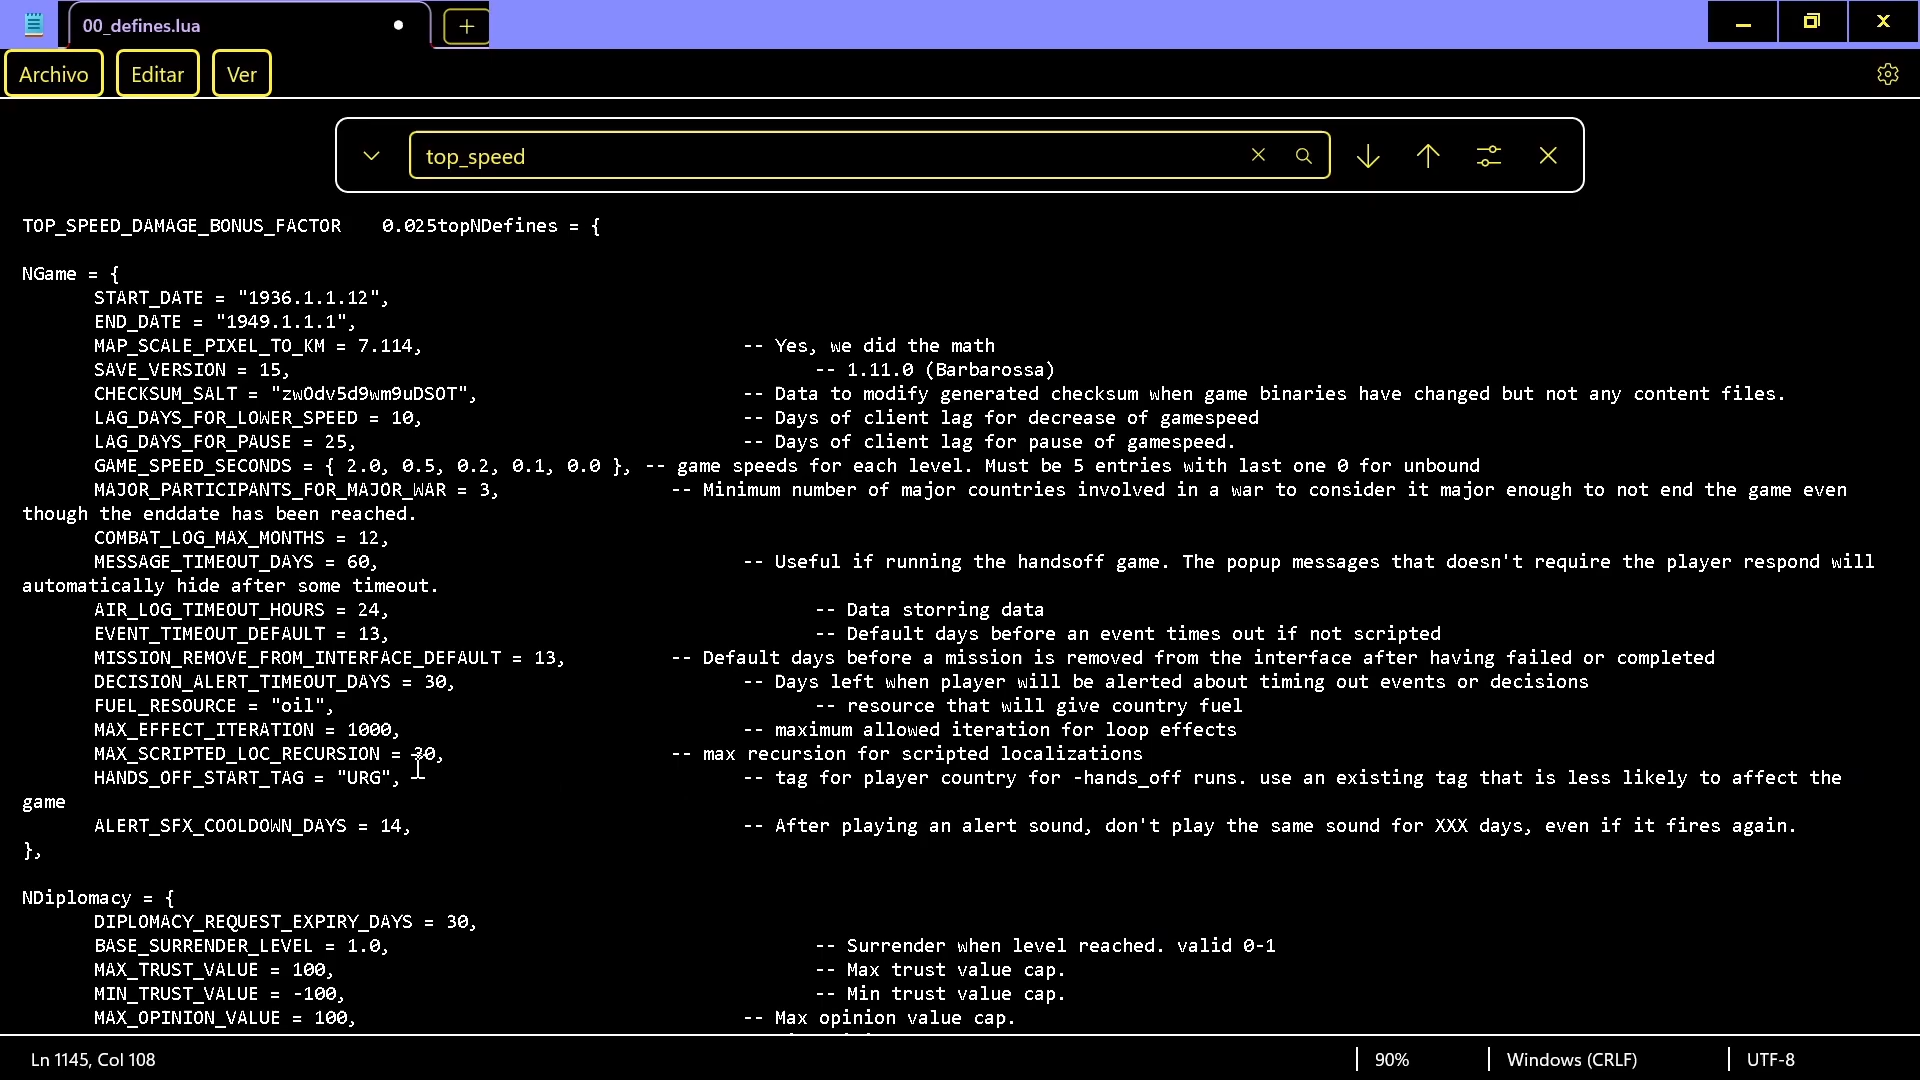 00_defines.lua
Archivo Editar Ver
top_speed
TOP_SPEED_DAMAGE_BONUS_FACTOR 0.025topNDefines = {
NGame = {
START_DATE = "1936.1.1.12",
END_DATE = "1949.1.1.1",
MAP_SCALE_PIXEL_TO_KM = 7.114, -- Yes, we did the math
SAVE_VERSION = 15, -- 1.11.0 (Barbarossa)
CHECKSUM_SALT = "zwOdv5d9wm9uDSOT", -- Data to modify generated checksum when game binaries have changed but not any content files.
LAG_DAYS_FOR_LOWER_SPEED = 10, -- Days of client lag for decrease of gamespeed
LAG_DAYS_FOR_PAUSE = 25, -- Days of client lag for pause of gamespeed.
GAME_SPEED_SECONDS = { 2.0, 0.5, 0.2, 0.1, 0.0 }, -- game speeds for each level. Must be 5 entries with last one 0 for unbound
MAJOR_PARTICIPANTS_FOR_MAJOR_WAR = 3, -- Minimum number of major countries involved in a war to consider it major enough to not end the game even
though the enddate has been reached.
COMBAT_LOG_MAX_MONTHS = 12,
MESSAGE_TIMEOUT_DAYS = 60, -- Useful if running the handsoff game. The popup messages that doesn't require the player respond will
automatically hide after some timeout.
AIR_LOG_TIMEOUT_HOURS = 24, -- Data storring data
EVENT_TIMEOUT_DEFAULT = 13, -- Default days before an event times out if not scripted
MISSION_REMOVE_FROM_INTERFACE_DEFAULT = 13, -- Default days before a mission is removed from the interface after having failed or completed
DECISION_ALERT_TIMEOUT_DAYS = 30, -- Days left when player will be alerted about timing out events or decisions
FUEL_RESOURCE = "oil", -- resource that will give country fuel
MAX_EFFECT_ITERATION = 1000, -- maximum allowed iteration for loop effects
MAX_SCRIPTED_LOC_RECURSION = 30, -- max recursion for scripted localizations
HANDS_OFF_START_TAG = "URG", -- tag for player country for -hands_off runs. use an existing tag that is less likely to affect the
game
ALERT_SFX_COOLDOWN_DAYS = 14, -- After playing an alert sound, don't play the same sound for XXX days, even if it fires again.
},
NDiplomacy = {
DIPLOMACY_REQUEST_EXPIRY_DAYS = 30,
BASE_SURRENDER_LEVEL = 1.0, -- Surrender when level reached. valid 0-1
MAX_TRUST_VALUE = 100, -- Max trust value cap.
MIN_TRUST_VALUE = -100, -- Min trust value cap.
MAX_OPINION_VALUE = 100, -- Max opinion value cap.
Ln 1145, Col 108 90% Windows (CRLF) UTF-8